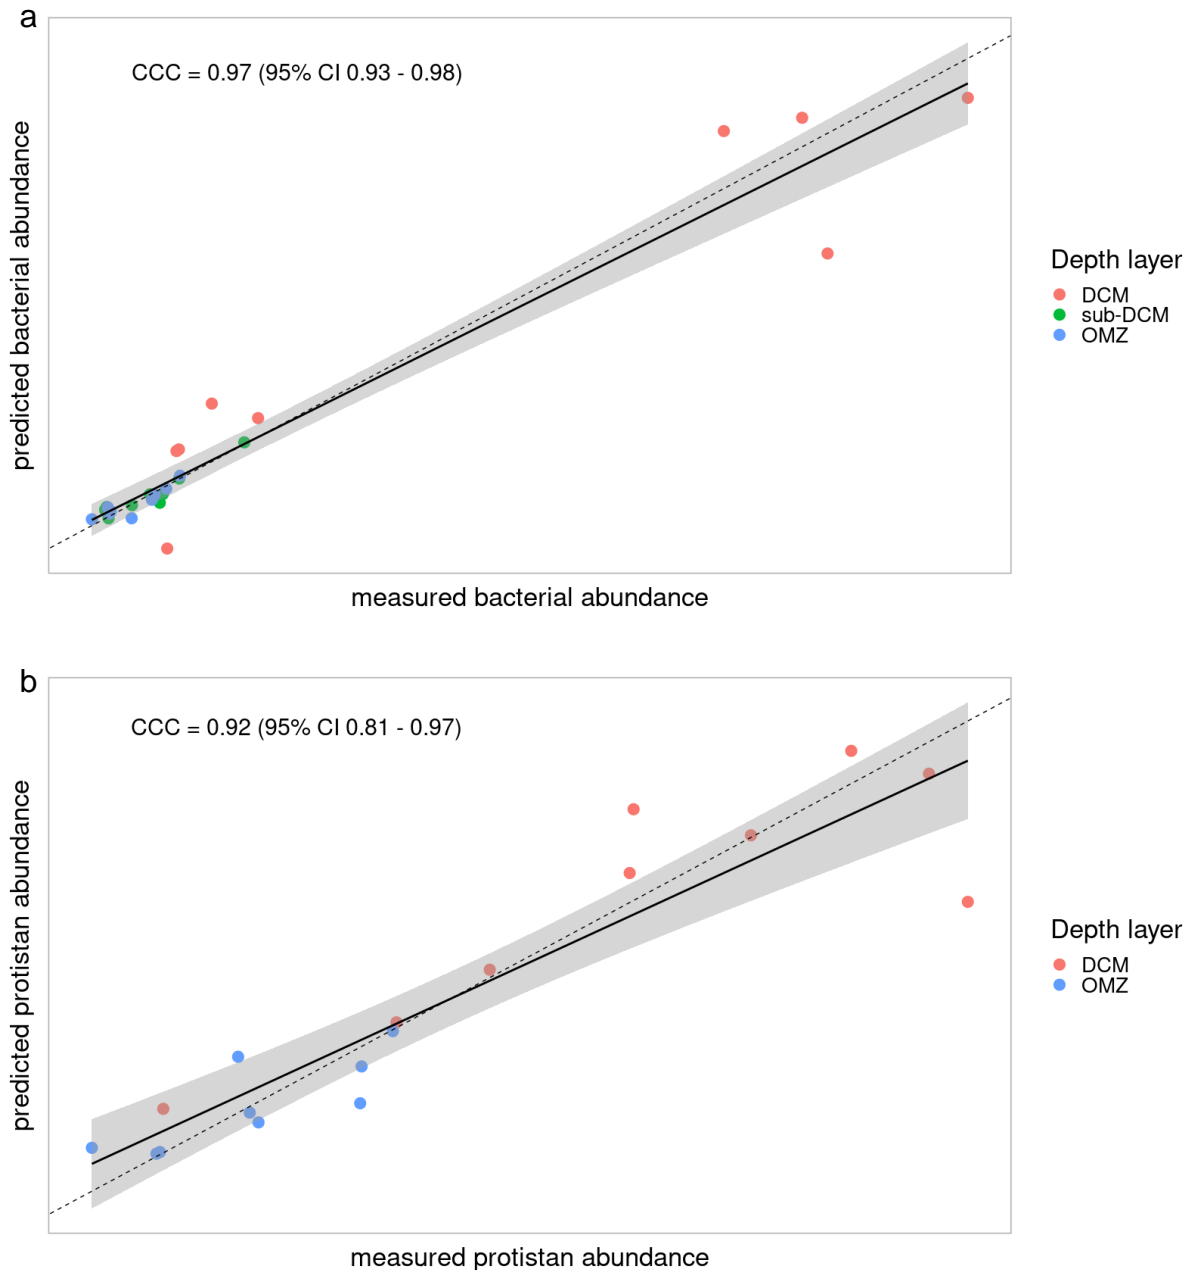 a
CCC = 0.97 (95% CI 0.93 - 0.98)
predicted bacterial abundance
measured bacterial abundance
Depth layer
DCM
sub-DCM
OMZ
b
CCC = 0.92 (95% CI 0.81 - 0.97)
predicted protistan abundance
measured protistan abundance
Depth layer
DCM
OMZ